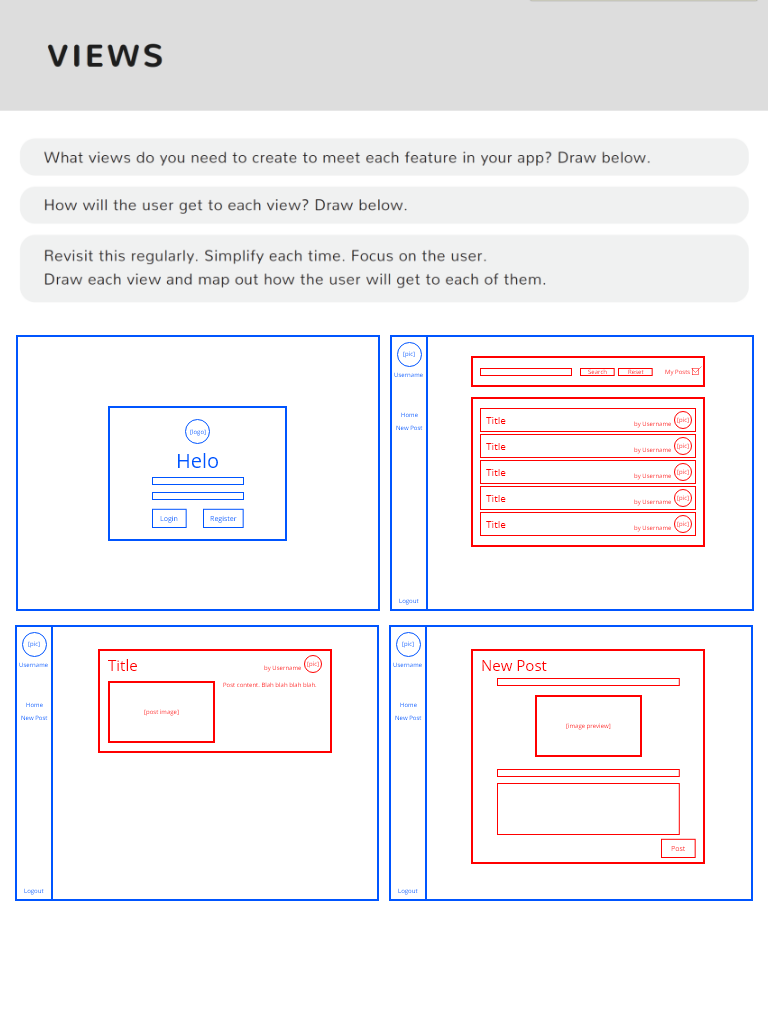 VIEWS
What views do you need to create to meet each feature in your app? Draw below.
How will the user get to each view? Draw below.
Revisit this regularly. Simplify each time. Focus on the user.
Draw each view and map out how the user will get to each of them.
[logo]
Helo
Login Register
[pic]
Username
Home
New Post
Logout
Search Reset My Posts
Title by Username [pic]
Title by Username [pic]
Title by Username [pic]
Title by Username [pic]
Title by Username [pic]
[pic]
Username
Home
New Post
Logout
Title by Username [pic]
[post image] Post content. Blah blah blah blah.
[pic]
Username
Home
New Post
Logout
New Post
[image preview]
Post